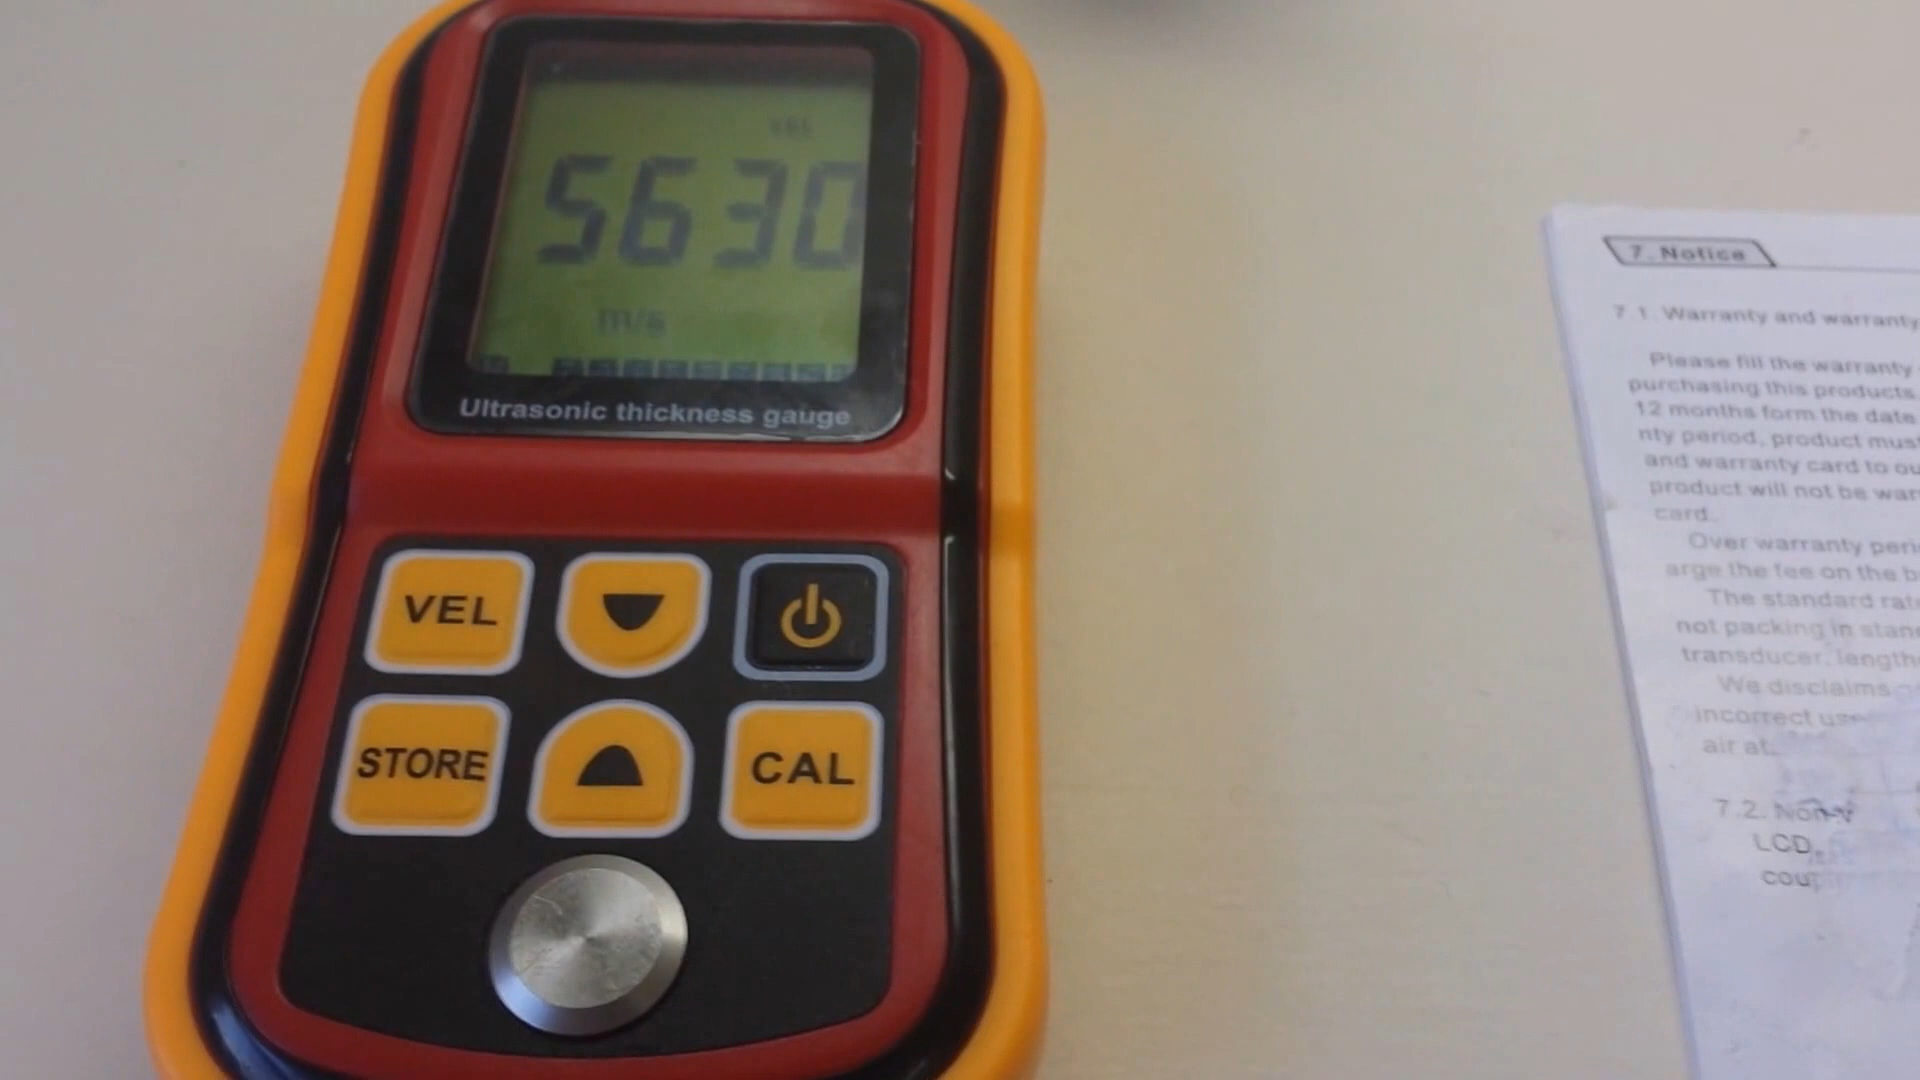 VEL
5630
m/s
Ultrasonic thickness gauge
VEL
STORE
CAL
7. Notice
7.1. Warranty and warranty
Please fill the warranty
purchasing this products.
12 months form the date
nty period, product must
and warranty card to ou
product will not be war
card.
Over warranty peri
arge the fee on the b
The standard rate
not packing in stan
transducer, length
We disclaims
incorrect use
air at
7.2. Non-
LCD,